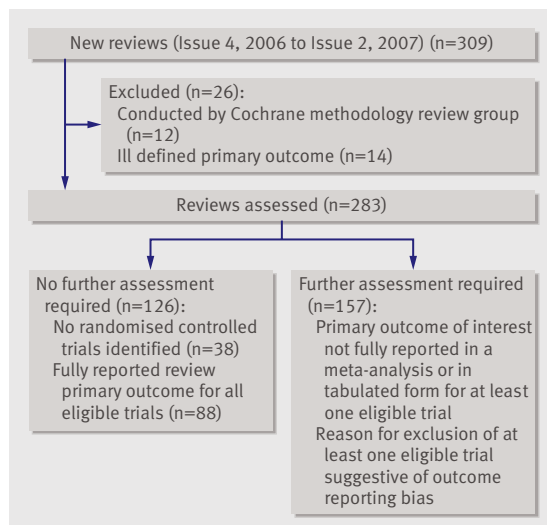 New reviews (Issue 4, 2006 to Issue 2, 2007) (n=309)
Excluded (n=26):
Conducted by Cochrane methodology review group
(n=12)
Ill defined primary outcome (n=14)
Reviews assessed (n=283)
No further assessment
required (n=126):
No randomised controlled
trials identified (n=38)
Fully reported review
primary outcome for all
eligible trials (n=88)
Further assessment required
(n=157):
Primary outcome of interest
not fully reported in a
meta-analysis or in
tabulated form for at least
one eligible trial
Reason for exclusion of at
least one eligible trial
suggestive of outcome
reporting bias